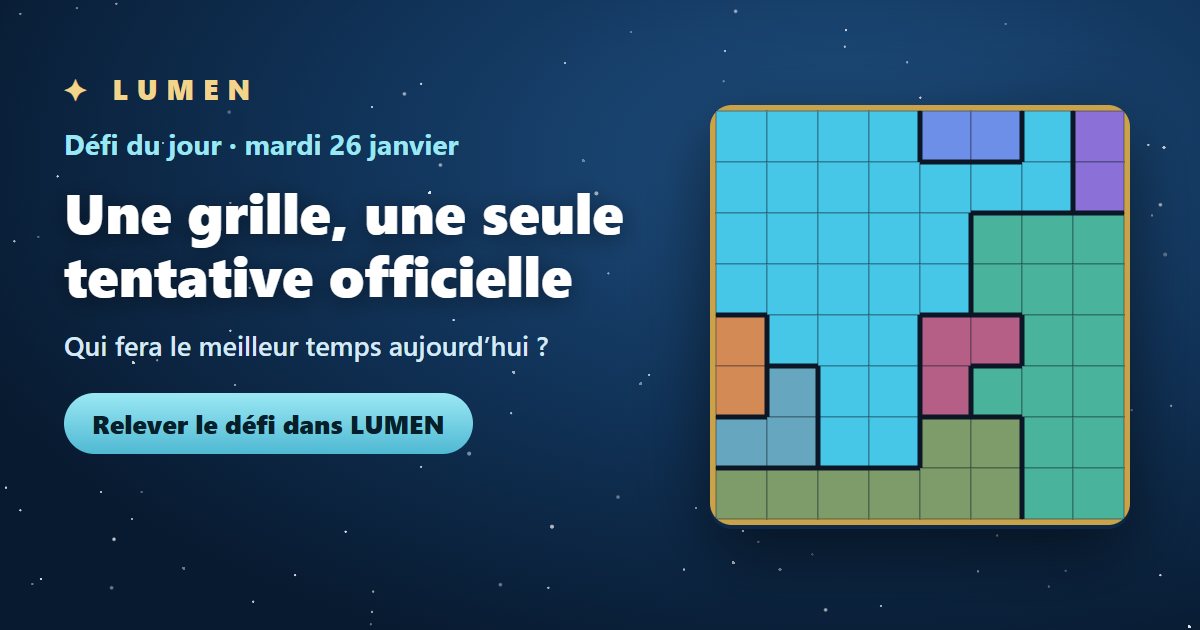 ✦ LUMEN
Défi du jour · mardi 26 janvier
Une grille, une seule
tentative officielle
Qui fera le meilleur temps aujourd’hui ?
Relever le défi dans LUMEN